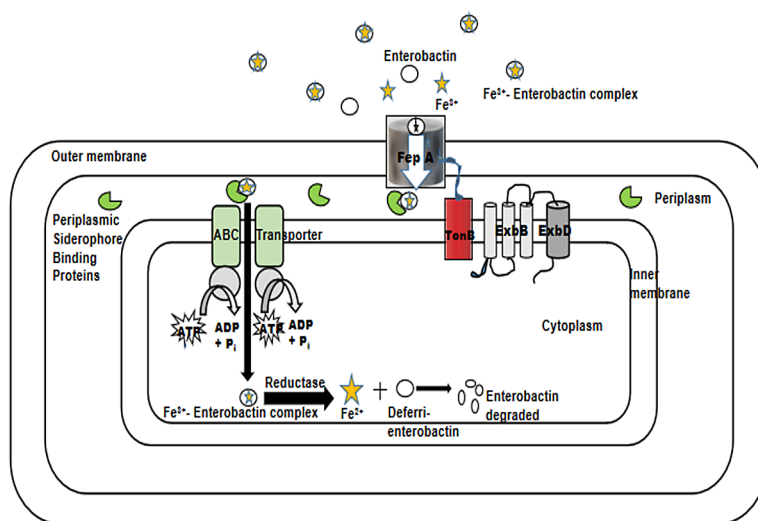 Enterobactin
Fe³⁺- Enterobactin complex
Fe³⁺
Outer membrane
Fep A
Periplasm
Periplasmic
Siderophore
Binding
Proteins
ABC
Transporter
TonB
ExbB
ExbD
Inner
membrane
Cytoplasm
ATP
ADP
+ Pᵢ
ATP
ADP
+ Pᵢ
Reductase
Fe³⁺- Enterobactin complex
Fe²⁺
+
Deferri-
enterobactin
Enterobactin
degraded